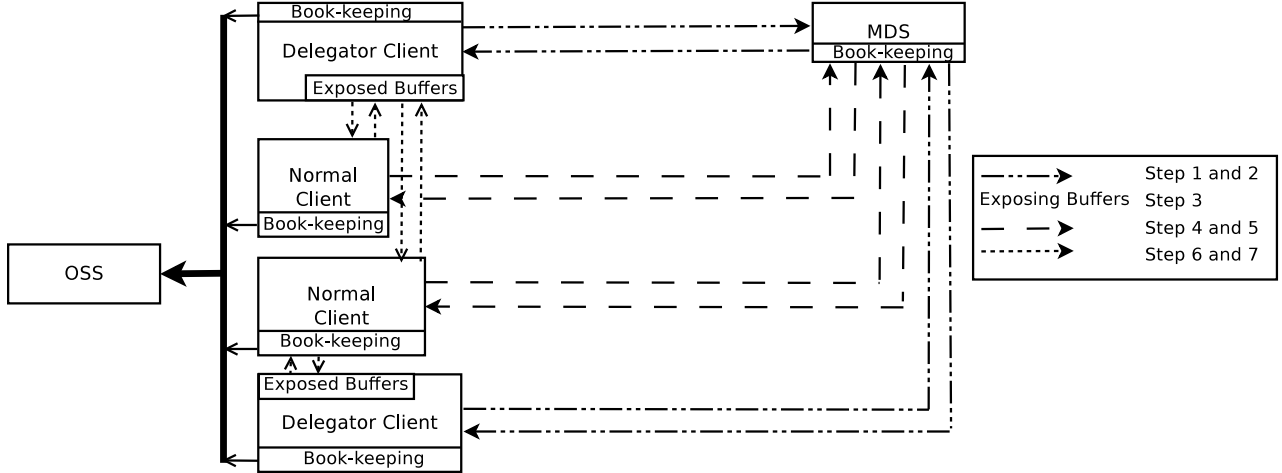 Book-keeping
Delegator Client
Exposed Buffers
MDS
Book-keeping
Normal
Client
Book-keeping
Step 1 and 2
Exposing Buffers Step 3
Step 4 and 5
Step 6 and 7
OSS
Normal
Client
Book-keeping
Exposed Buffers
Delegator Client
Book-keeping